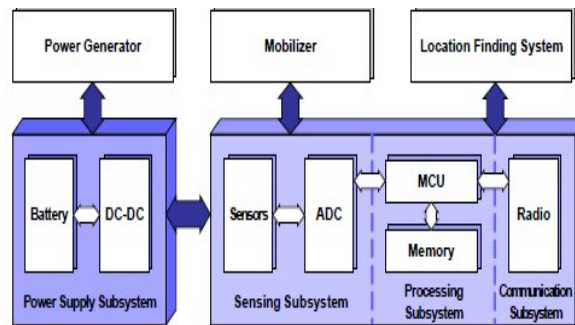 Power Generator
Mobilizer
Location Finding System
Battery
DC-DC
Sensors
ADC
MCU
Memory
Radio
Power Supply Subsystem
Sensing Subsystem
Processing
Subsystem
Communication
Subsystem